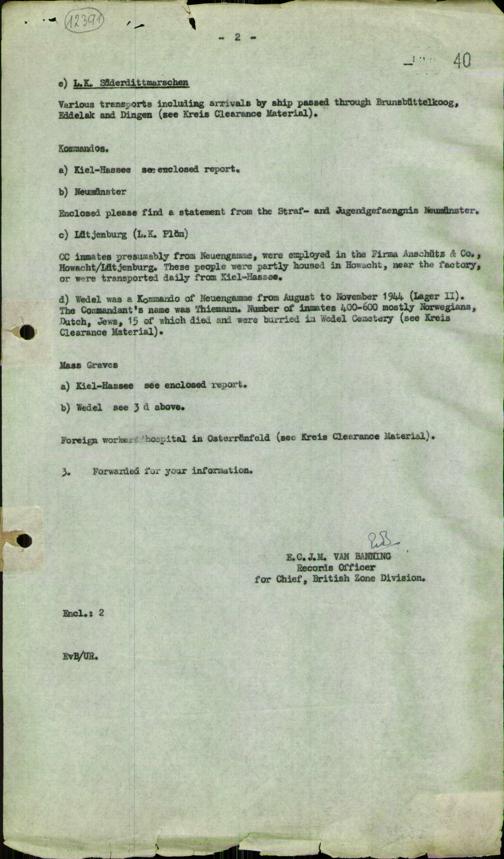 12391
- 2 -
40
e) L.K. Süderdittmarschen
Various transports including arrivals by ship passed through Brunsbüttelkoog,
Eddelak and Dingen (see Kreis Clearance Material).
Kommandos.
a) Kiel-Hassee see enclosed report.
b) Neumünster
Enclosed please find a statement from the Straf- and Jugendgefaengnis Neumünster.
c) Lütjenburg (L.K. Plön)
CC inmates presumably from Neuengamme, were employed in the Firma Anschütz & Co.,
Howacht/Lütjenburg. These people were partly housed in Howacht, near the factory,
or were transported daily from Kiel-Hassee.
d) Wedel was a Kommando of Neuengamme from August to November 1944 (Lager II).
The Commandant's name was Thiemann. Number of inmates 400-600 mostly Norwegians,
Dutch, Jews, 15 of which died and were burried in Wedel Cemetery (see Kreis
Clearance Material).
Mass Graves
a) Kiel-Hassee see enclosed report.
b) Wedel see 3 d above.
Foreign workers' hospital in Osterrönfeld (see Kreis Clearance Material).
3. Forwarded for your information.
E.C.J.M. VAN BANNING
Records Officer
for Chief, British Zone Division.
Encl.: 2
EvB/UR.